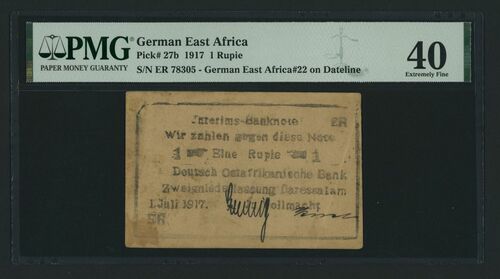 PMG
PAPER MONEY GUARANTY
German East Africa
Pick# 27b 1917 1 Rupie
S/N ER 78305 - German East Africa#22 on Dateline
40
Extremely Fine
Interims-Banknote
ER
Wir zahlen gegen diese Note
1 Eine Rupie 1
Deutsch Ostafrikanische Bank
Zweigniederlassung Daressalam
1. Juli 1917. Vollmacht
ER